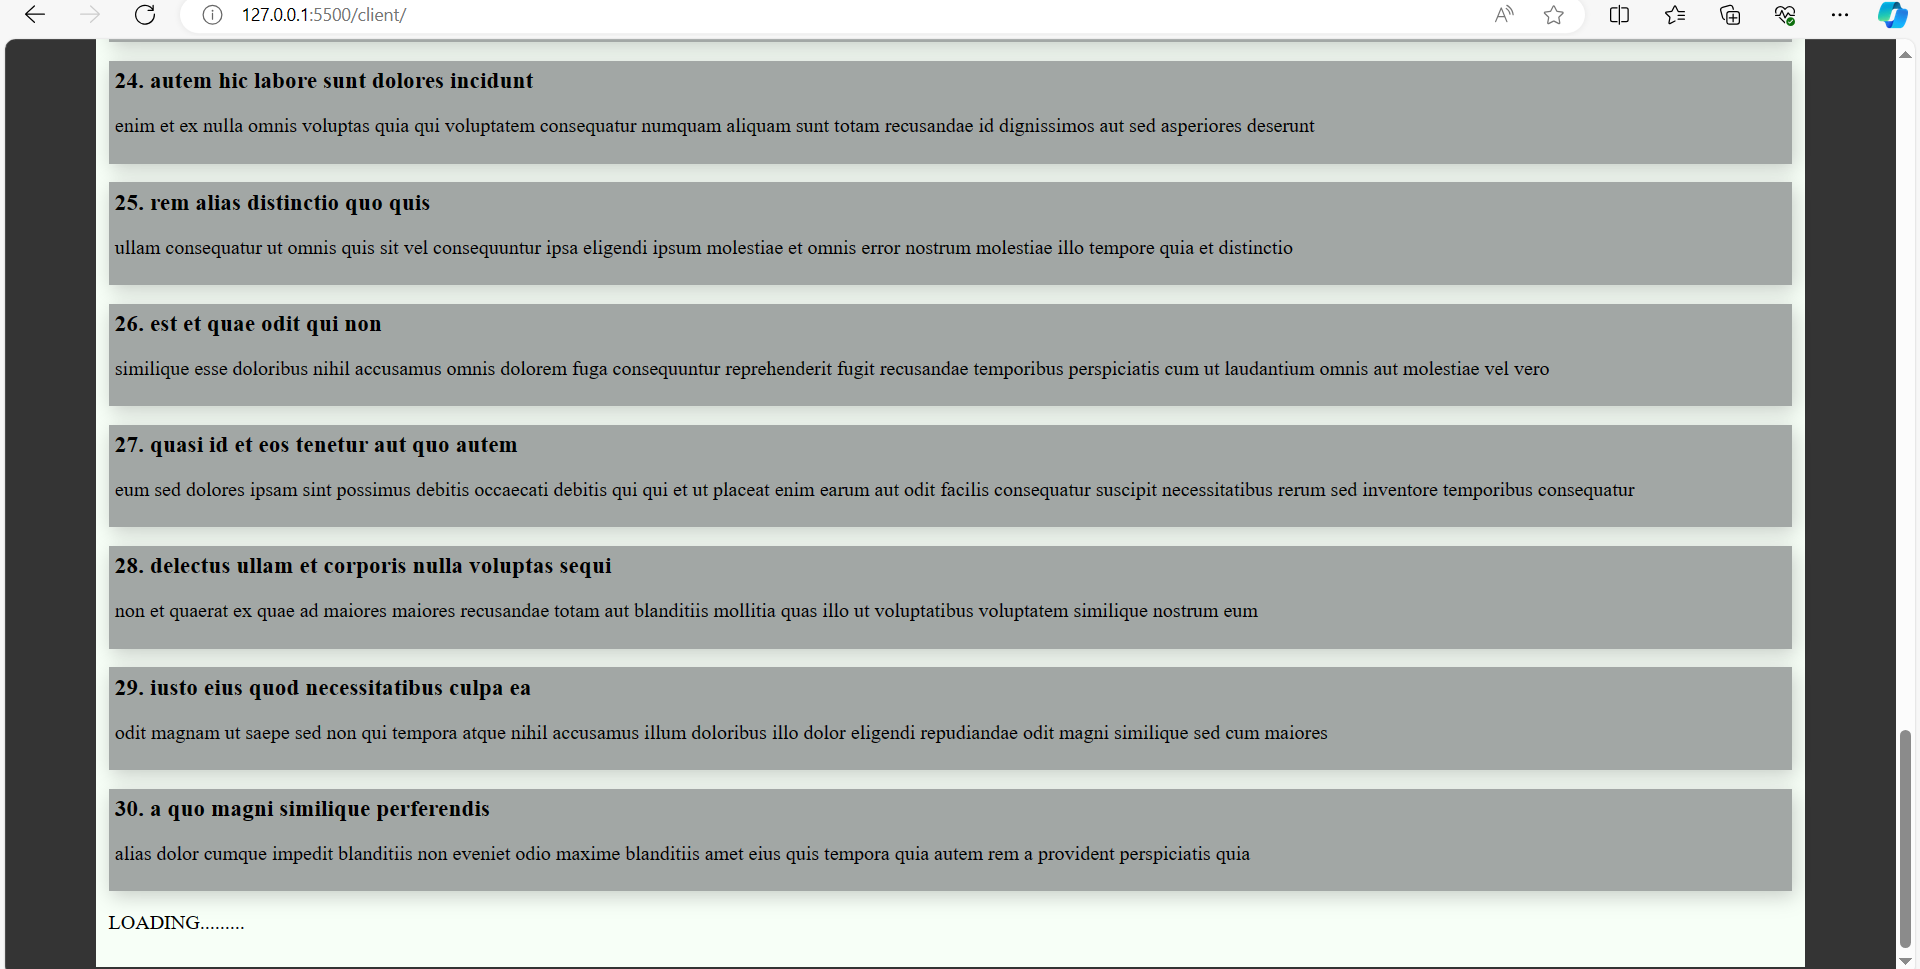 127.0.0.1:5500/client/
24. autem hic labore sunt dolores incidunt
enim et ex nulla omnis voluptas quia qui voluptatem consequatur numquam aliquam sunt totam recusandae id dignissimos aut sed asperiores deserunt
25. rem alias distinctio quo quis
ullam consequatur ut omnis quis sit vel consequuntur ipsa eligendi ipsum molestiae et omnis error nostrum molestiae illo tempore quia et distinctio
26. est et quae odit qui non
similique esse doloribus nihil accusamus omnis dolorem fuga consequuntur reprehenderit fugit recusandae temporibus perspiciatis cum ut laudantium omnis aut molestiae vel vero
27. quasi id et eos tenetur aut quo autem
eum sed dolores ipsam sint possimus debitis occaecati debitis qui qui et ut placeat enim earum aut odit facilis consequatur suscipit necessitatibus rerum sed inventore temporibus consequatur
28. delectus ullam et corporis nulla voluptas sequi
non et quaerat ex quae ad maiores maiores recusandae totam aut blanditiis mollitia quas illo ut voluptatibus voluptatem similique nostrum eum
29. iusto eius quod necessitatibus culpa ea
odit magnam ut saepe sed non qui tempora atque nihil accusamus illum doloribus illo dolor eligendi repudiandae odit magni similique sed cum maiores
30. a quo magni similique perferendis
alias dolor cumque impedit blanditiis non eveniet odio maxime blanditiis amet eius quis tempora quia autem rem a provident perspiciatis quia
LOADING.........